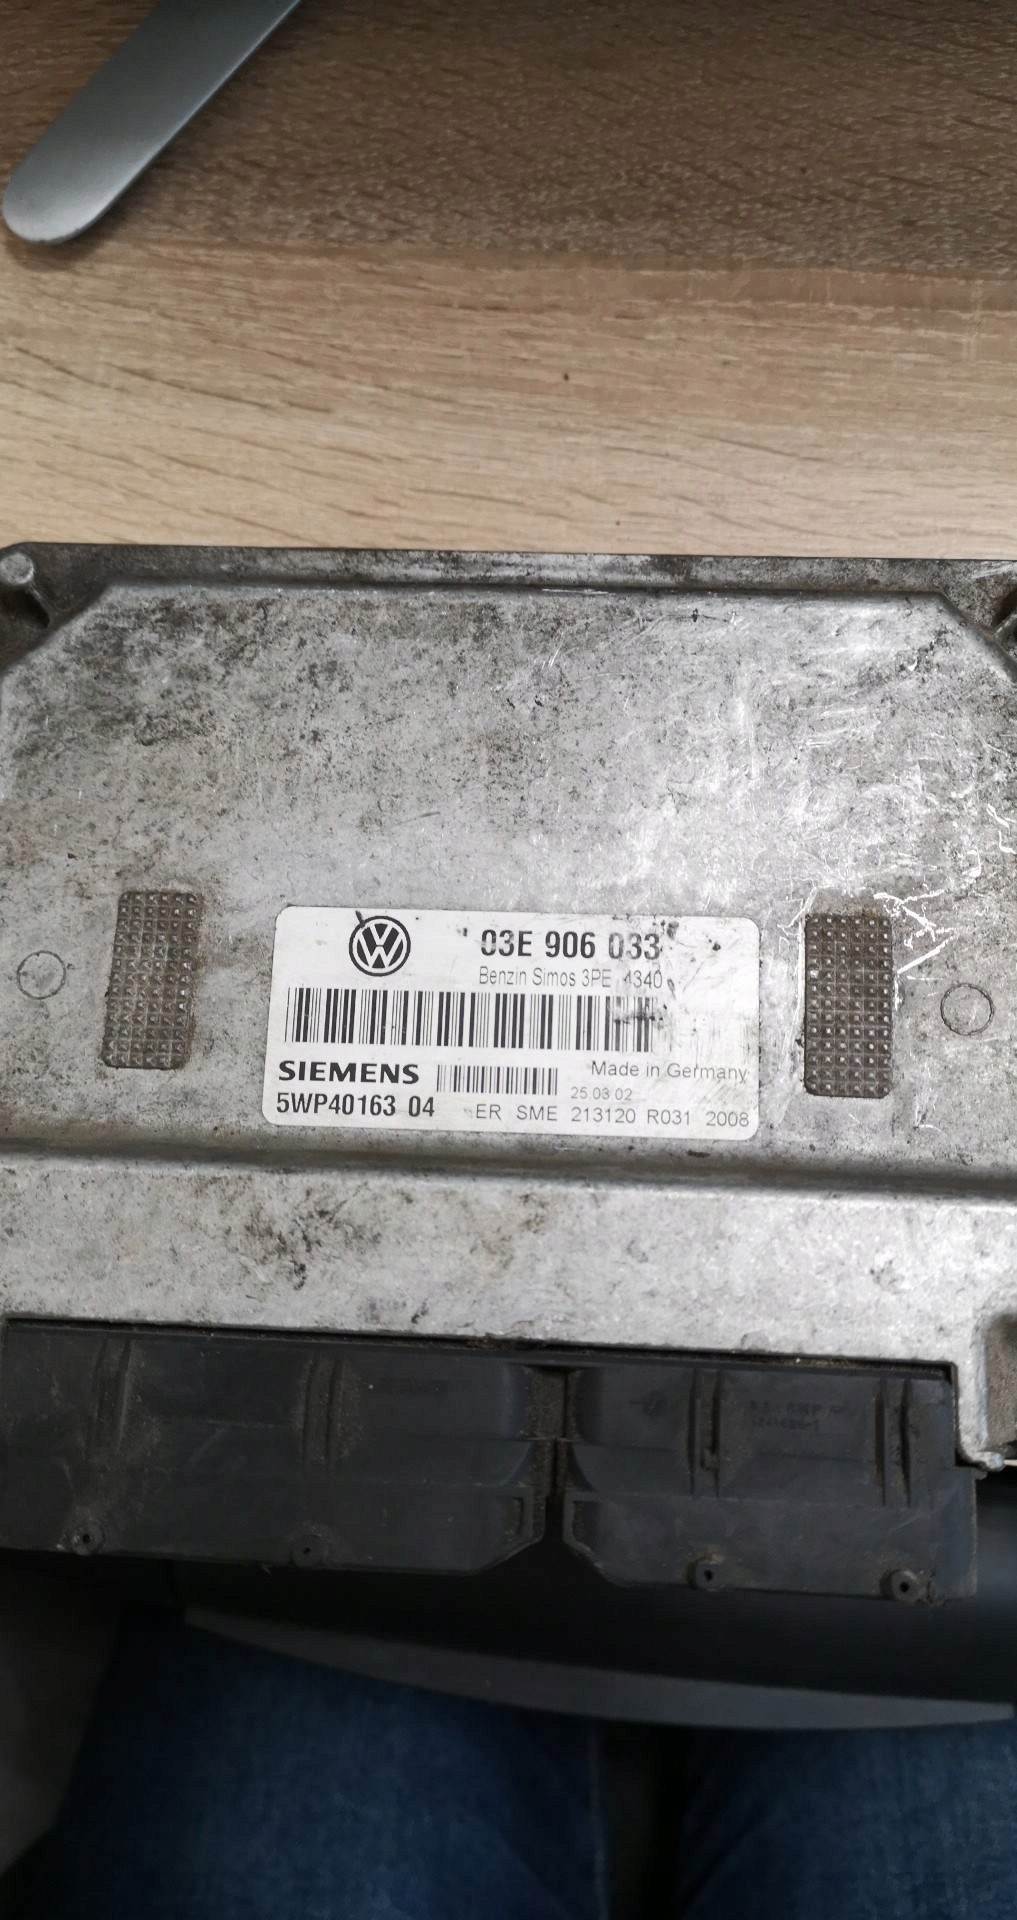 03E 906 033
Benzin Simos 3PE 4340
SIEMENS
Made in Germany
25.03.02
5WP40163 04
ER SME 213120 R031 2008